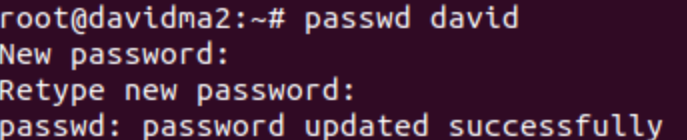 root@davidma2:~# passwd david
New password:
Retype new password:
passwd: password updated successfully